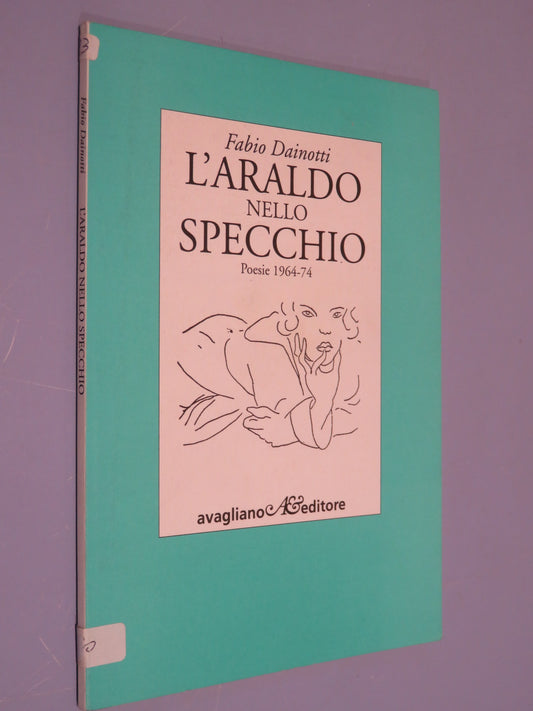 Fabio Dainotti
L'ARALDO
NELLO
SPECCHIO
Poesie 1964-74
avagliano A&editore
Fabio Dainotti
L'ARALDO NELLO SPECCHIO